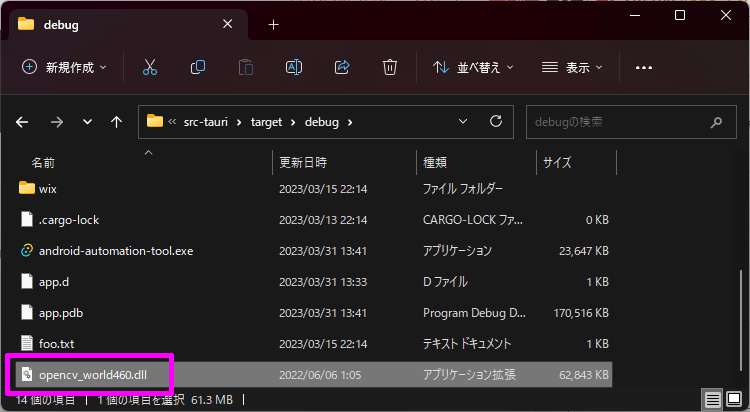 debug
新規作成 並べ替え 表示
src-tauri target debug debugの検索
名前 更新日時 種類 サイズ
wix 2023/03/15 22:14 ファイル フォルダー
.cargo-lock 2023/03/15 22:14 CARGO-LOCK ファ... 0 KB
android-automation-tool.exe 2023/03/31 13:41 アプリケーション 23,647 KB
app.d 2023/03/31 13:33 D ファイル 1 KB
app.pdb 2023/03/31 13:41 Program Debug D... 170,516 KB
foo.txt 2023/03/15 22:14 テキスト ドキュメント 1 KB
opencv_world460.dll 2022/06/06 1:05 アプリケーション拡張 62,843 KB
14 個の項目 1 個の項目を選択 61.3 MB